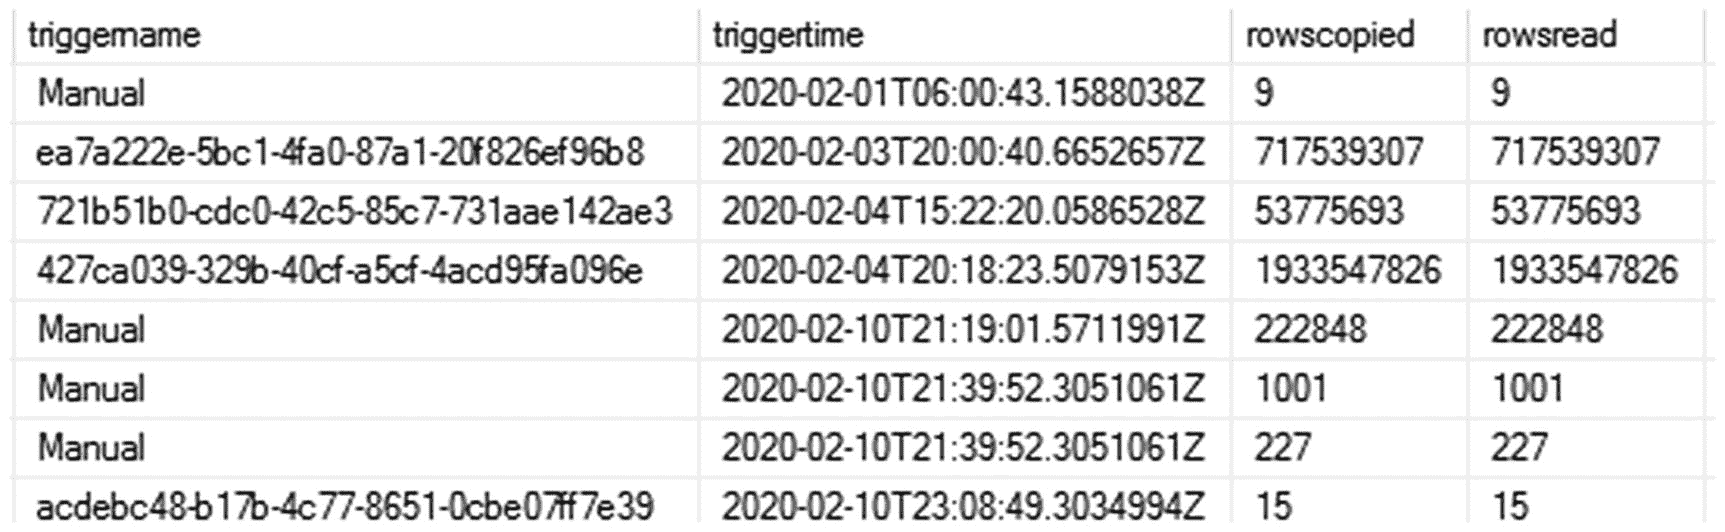 triggername triggertime rowscopied rowsread
Manual 2020-02-01T06:00:43.1588038Z 9 9
ea7a222e-5bc1-4fa0-87a1-20f826ef96b8 2020-02-03T20:00:40.6652657Z 717539307 717539307
721b51b0-cdc0-42c5-85c7-731aae142ae3 2020-02-04T15:22:20.0586528Z 53775693 53775693
427ca039-329b-40cf-a5cf-4acd95fa096e 2020-02-04T20:18:23.5079153Z 1933547826 1933547826
Manual 2020-02-10T21:19:01.5711991Z 222848 222848
Manual 2020-02-10T21:39:52.3051061Z 1001 1001
Manual 2020-02-10T21:39:52.3051061Z 227 227
acdebc48-b17b-4c77-8651-0cbe07ff7e39 2020-02-10T23:08:49.3034994Z 15 15